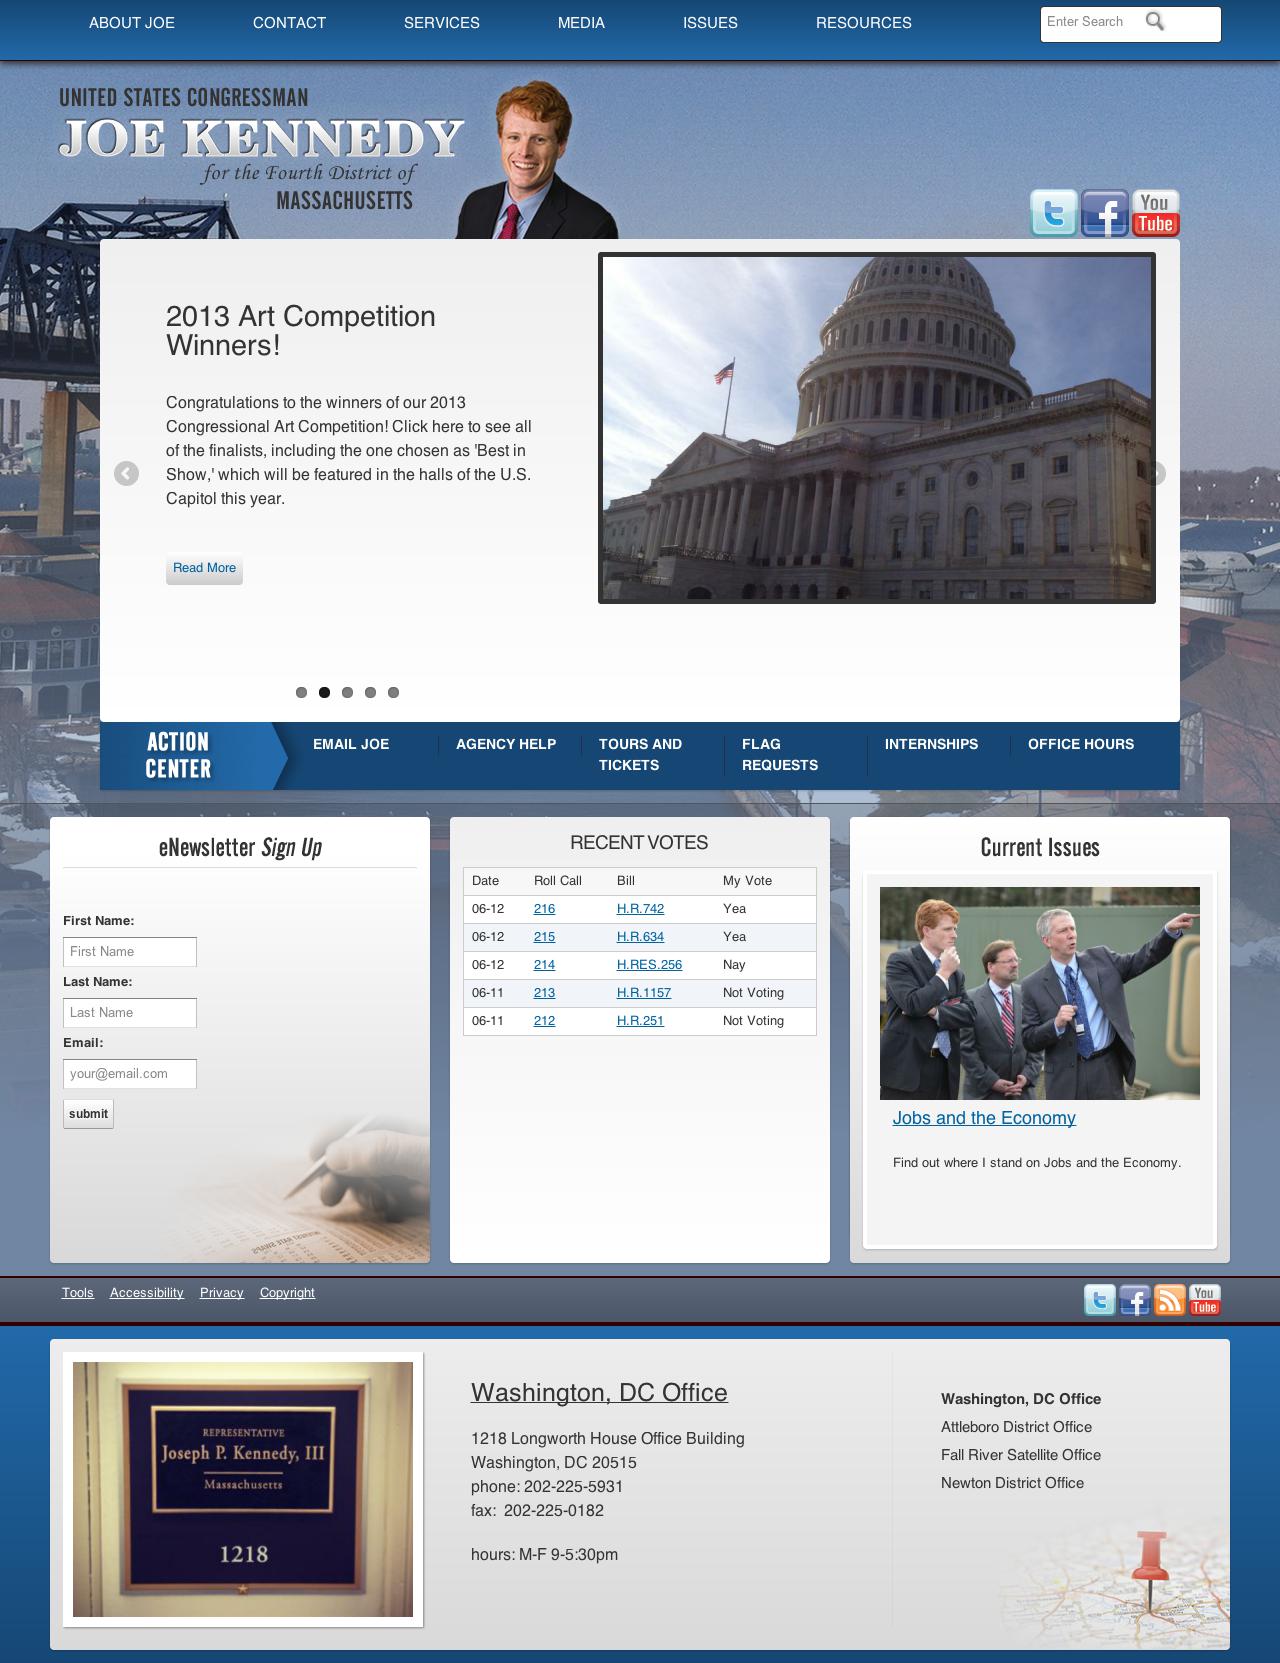 ABOUT JOE
CONTACT
SERVICES
MEDIA
ISSUES
RESOURCES
Enter Search
UNITED STATES CONGRESSMAN
JOE KENNEDY
for the Fourth District of
MASSACHUSETTS
You
Tube
2013 Art Competition
Winners!
Congratulations to the winners of our 2013
Congressional Art Competition! Click here to see all
of the finalists, including the one chosen as 'Best in
Show,' which will be featured in the halls of the U.S.
Capitol this year.
Read More
ACTION
CENTER
EMAIL JOE
AGENCY HELP
TOURS AND
TICKETS
FLAG
REQUESTS
INTERNSHIPS
OFFICE HOURS
eNewsletter Sign Up
First Name:
First Name
Last Name:
Last Name
Email:
your@email.com
submit
RECENT VOTES
Date Roll Call Bill My Vote
06-12 216 H.R.742 Yea
06-12 215 H.R.634 Yea
06-12 214 H.RES.256 Nay
06-11 213 H.R.1157 Not Voting
06-11 212 H.R.251 Not Voting
Current Issues
Jobs and the Economy
Find out where I stand on Jobs and the Economy.
Tools Accessibility Privacy Copyright
You
Tube
REPRESENTATIVE
Joseph P. Kennedy, III
Massachusetts
1218
Washington, DC Office
1218 Longworth House Office Building
Washington, DC 20515
phone: 202-225-5931
fax:  202-225-0182
hours: M-F 9-5:30pm
Washington, DC Office
Attleboro District Office
Fall River Satellite Office
Newton District Office